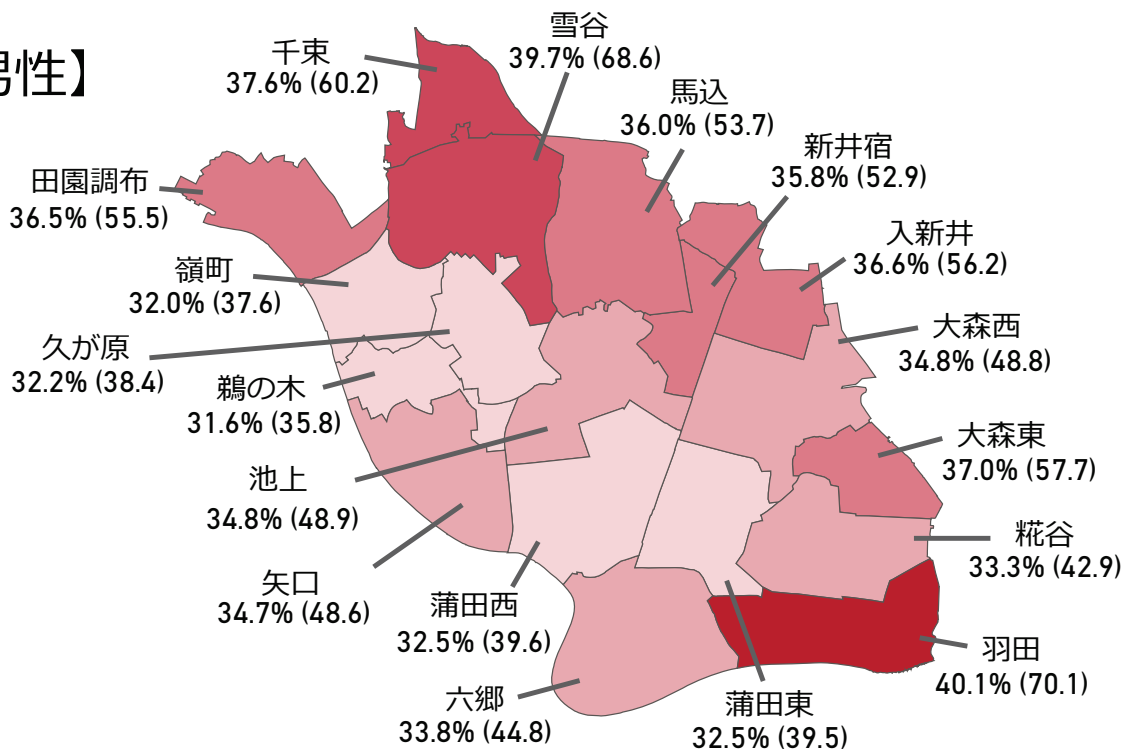 男性】
千束
37.6% (60.2)
雪谷
39.7% (68.6)
馬込
36.0% (53.7)
新井宿
35.8% (52.9)
田園調布
36.5% (55.5)
入新井
36.6% (56.2)
嶺町
32.0% (37.6)
大森西
34.8% (48.8)
久が原
32.2% (38.4)
鵜の木
31.6% (35.8)
大森東
37.0% (57.7)
池上
34.8% (48.9)
糀谷
33.3% (42.9)
矢口
34.7% (48.6)
蒲田西
32.5% (39.6)
羽田
40.1% (70.1)
六郷
33.8% (44.8)
蒲田東
32.5% (39.5)